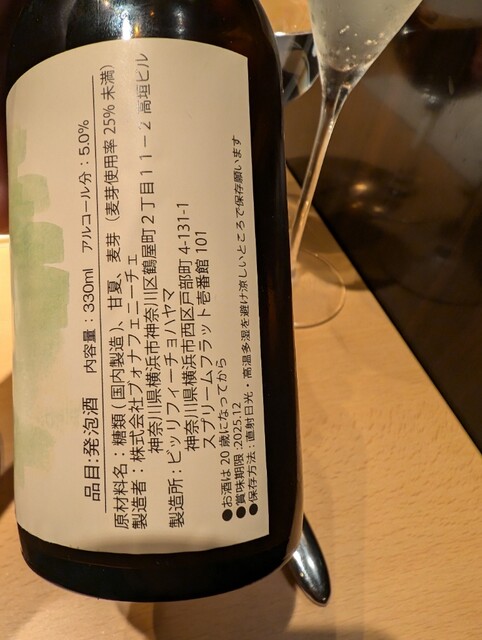 品目:発泡酒　内容量：330ml　アルコール分：5.0%
原材料名：糖類(国内製造)、甘夏、麦芽（麦芽使用率25%未満）
製造者：株式会社ブォナフェニーチェ
神奈川県横浜市神奈川区鶴屋町２丁目１１－２高垣ビル
製造所:ビッリフィーチョハヤマ
神奈川県横浜市西区戸部町 4-131-1
スプリームフラット壱番館 101
●お酒は20歳になってから
●賞味期限:2025.12
●保存方法：直射日光・高温多湿を避け涼しいところで保存願います